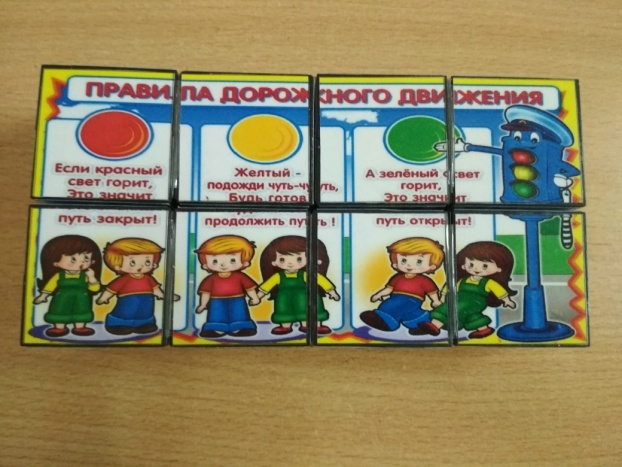 ПРАВИЛА ДОРОЖНОГО ДВИЖЕНИЯ
Если красный
свет горит,
Это значит
путь закрыт!
Желтый -
подожди чуть-чуть,
Будь готов
продолжить путь !
А зелёный свет
горит,
Это значит
путь открыт!